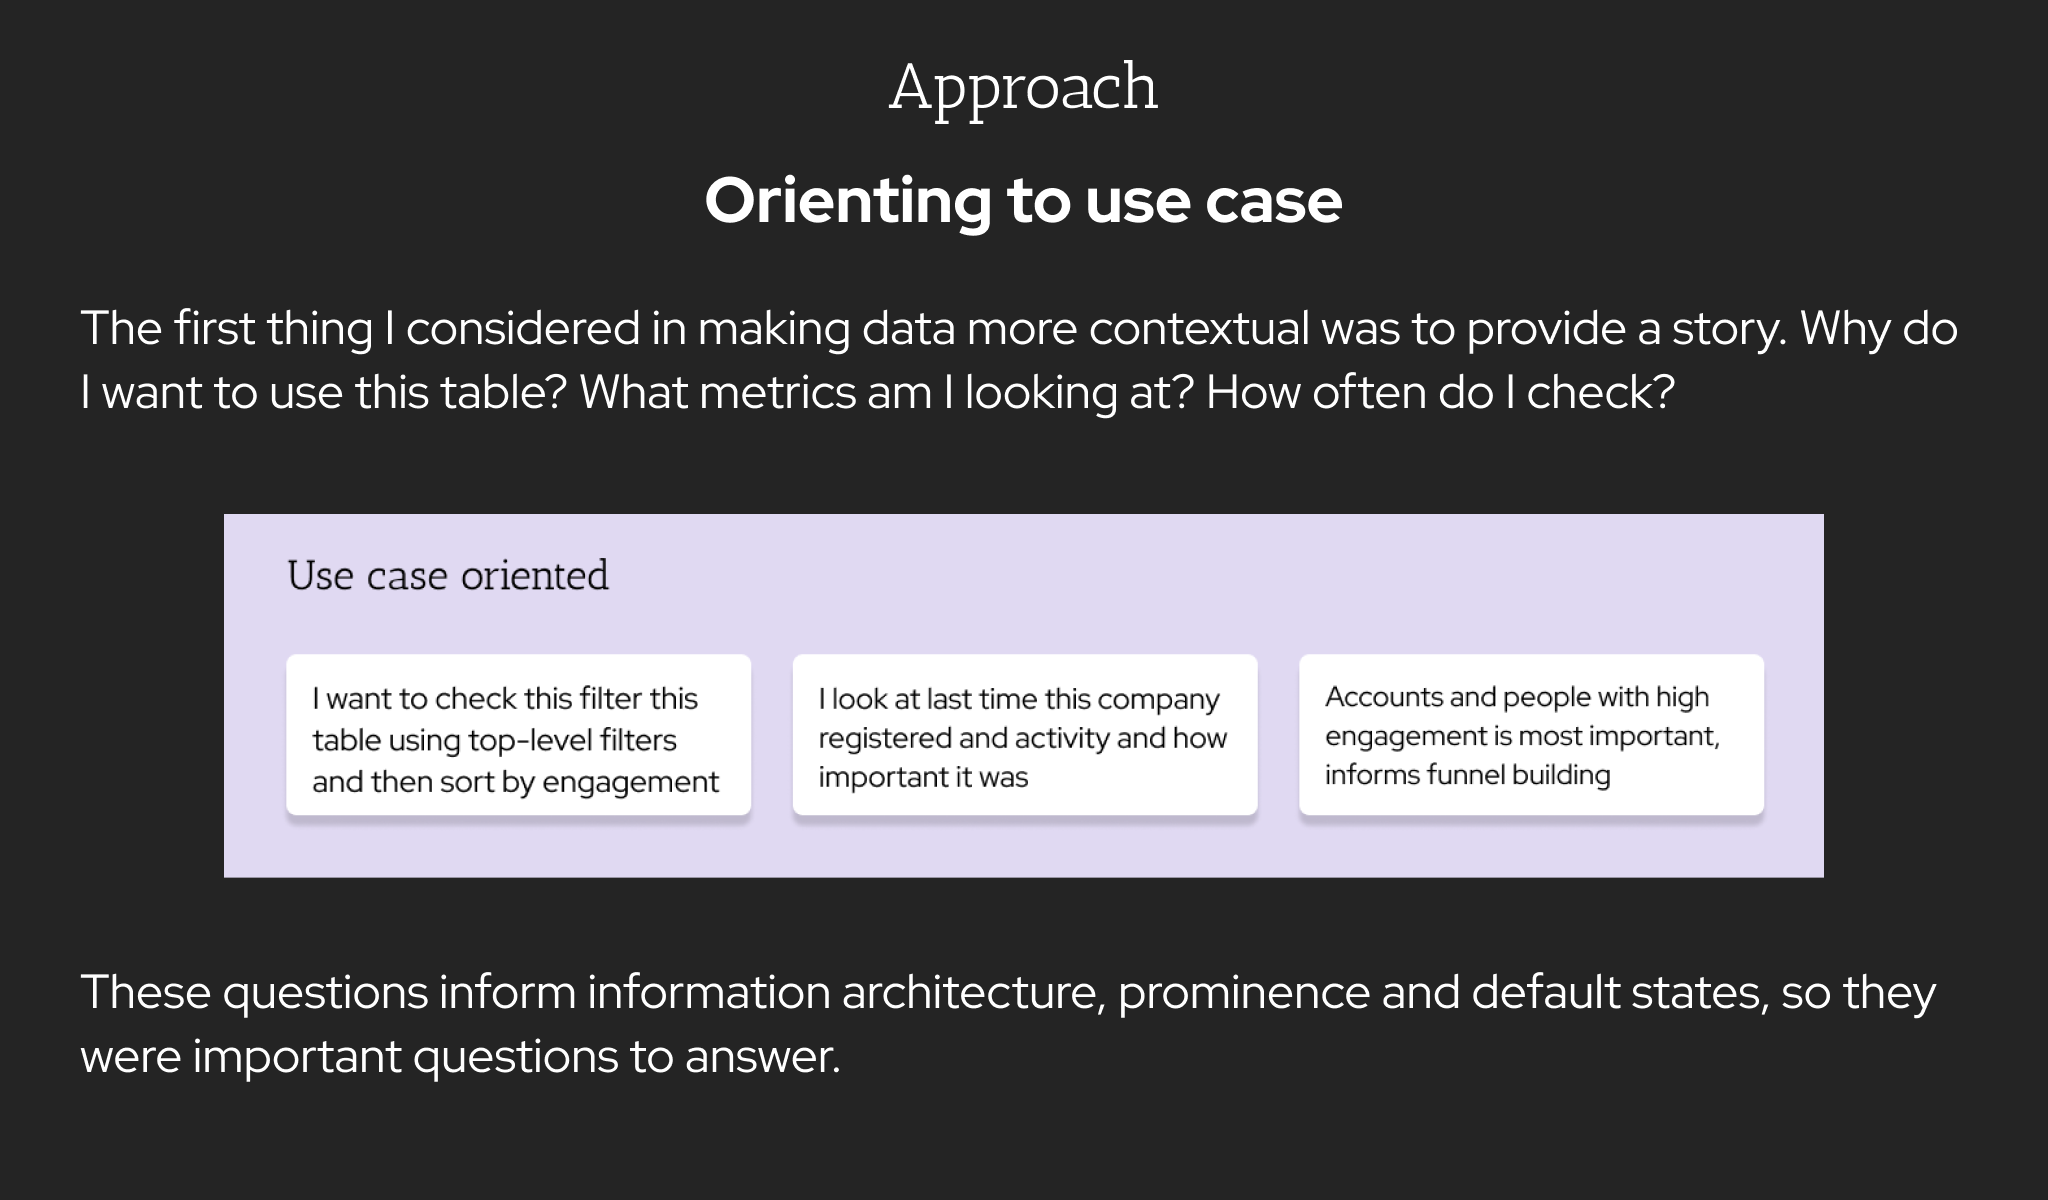 Approach
Orienting to use case
The first thing I considered in making data more contextual was to provide a story. Why do
I want to use this table? What metrics am I looking at? How often do I check?
Use case oriented
I want to check this filter this
table using top-level filters
and then sort by engagement
I look at last time this company
registered and activity and how
important it was
Accounts and people with high
engagement is most important,
informs funnel building
These questions inform information architecture, prominence and default states, so they
were important questions to answer.